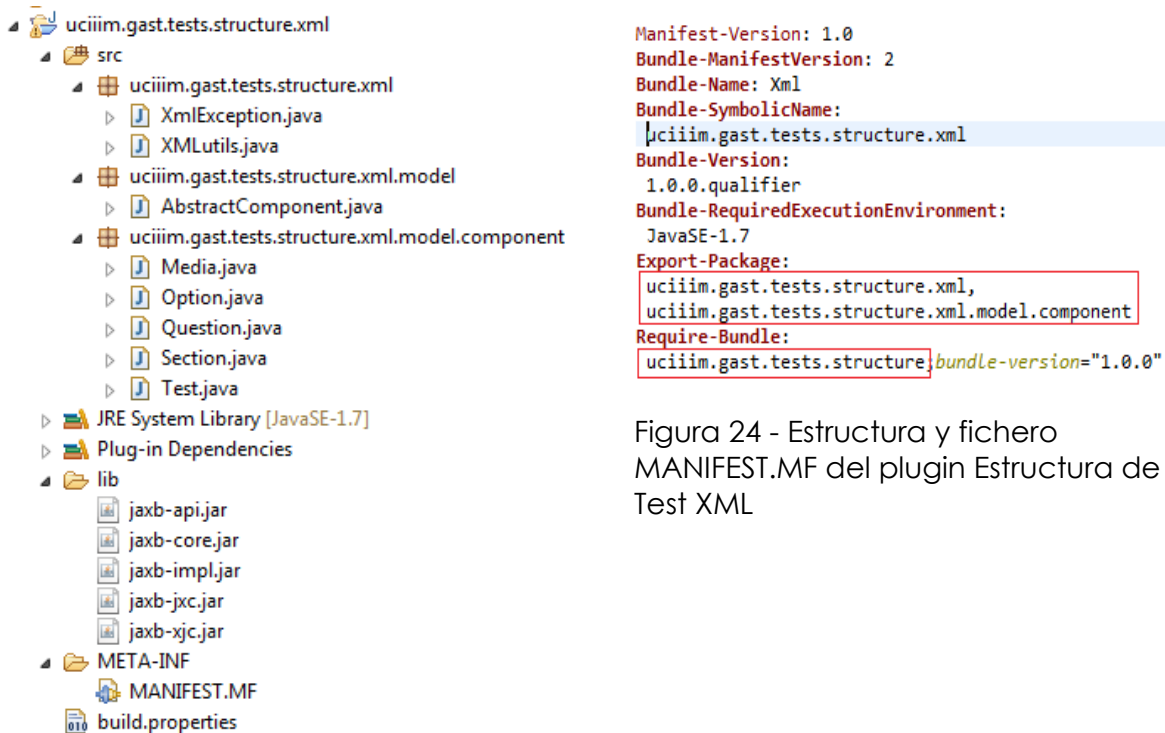 uciiim.gast.tests.structure.xml
src
uciiim.gast.tests.structure.xml
XmlException.java
XMLutils.java
uciiim.gast.tests.structure.xml.model
AbstractComponent.java
uciiim.gast.tests.structure.xml.model.component
Media.java
Option.java
Question.java
Section.java
Test.java
JRE System Library [JavaSE-1.7]
Plug-in Dependencies
lib
jaxb-api.jar
jaxb-core.jar
jaxb-impl.jar
jaxb-jxc.jar
jaxb-xjc.jar
META-INF
MANIFEST.MF
build.properties
Manifest-Version: 1.0
Bundle-ManifestVersion: 2
Bundle-Name: Xml
Bundle-SymbolicName:
uciiim.gast.tests.structure.xml
Bundle-Version:
1.0.0.qualifier
Bundle-RequiredExecutionEnvironment:
JavaSE-1.7
Export-Package:
uciiim.gast.tests.structure.xml,
uciiim.gast.tests.structure.xml.model.component
Require-Bundle:
uciiim.gast.tests.structure;bundle-version="1.0.0"
Figura 24 - Estructura y fichero
MANIFEST.MF del plugin Estructura de
Test XML